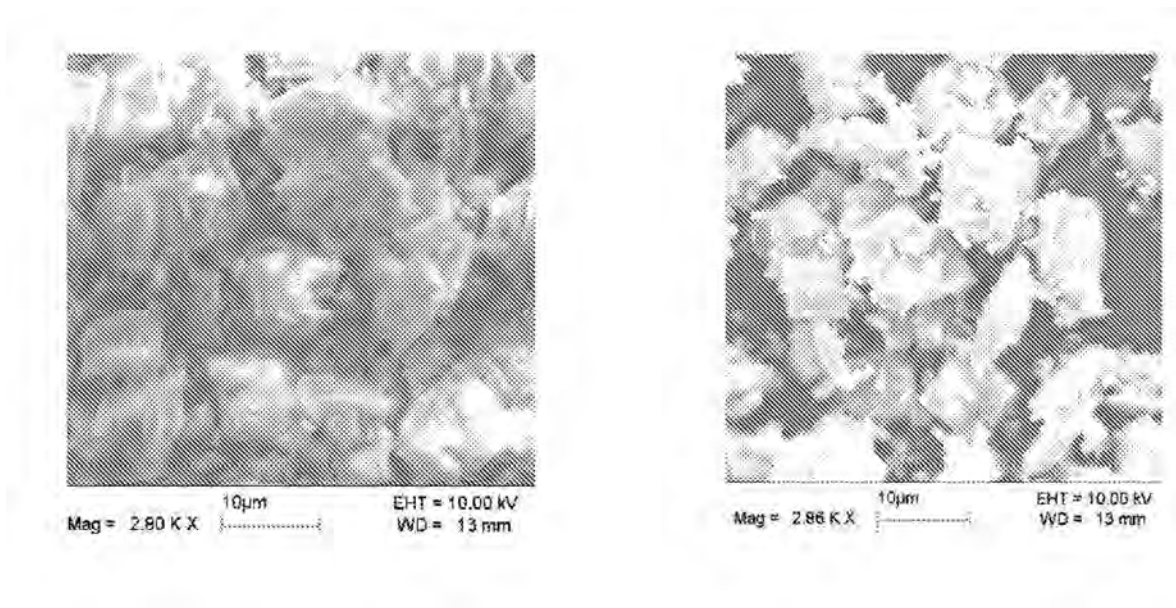 10µm
EHT = 10.00 kV
Mag = 2.80 K X
WD = 13 mm
10µm
EHT = 10.00 kV
Mag = 2.86 K X
WD = 13 mm